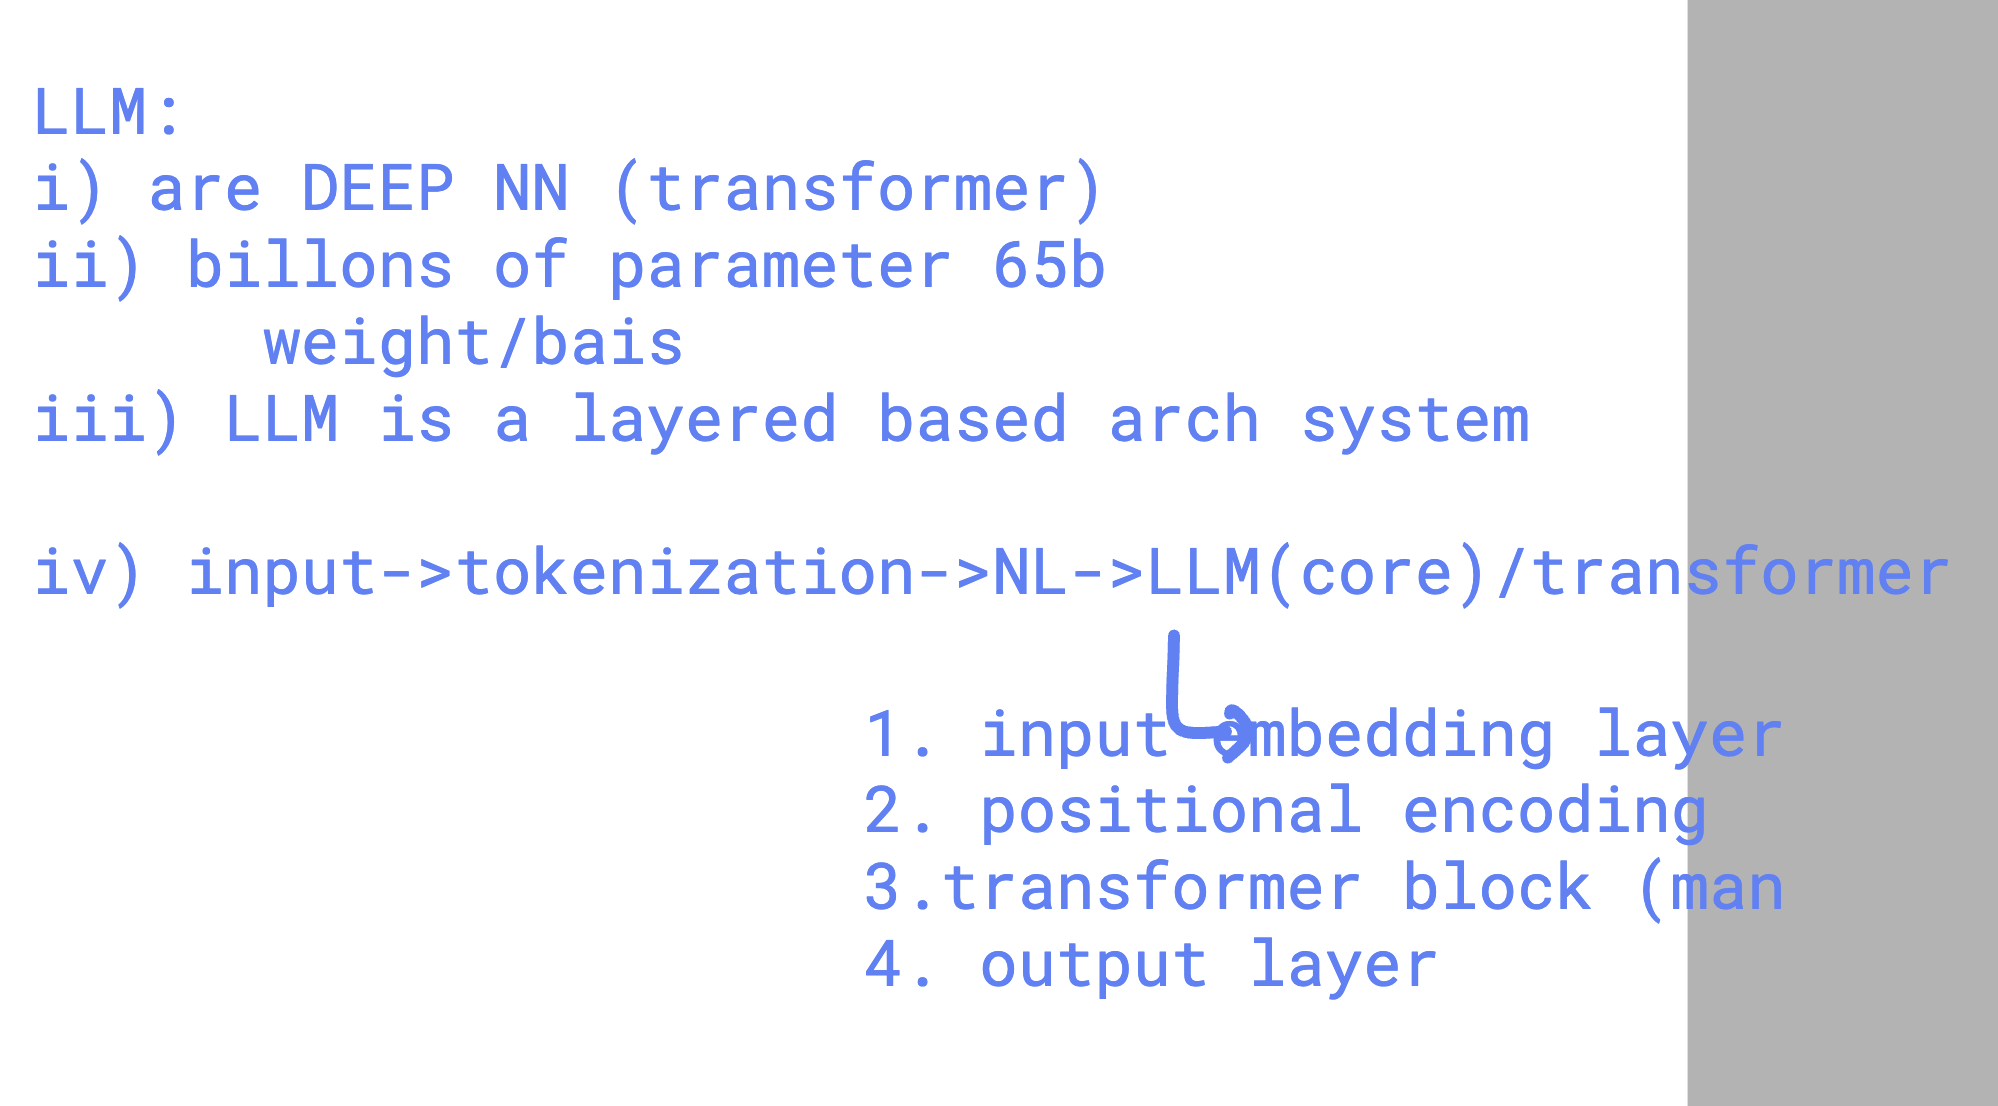 LLM:
i) are DEEP NN (transformer)
ii) billons of parameter 65b
weight/bais
iii) LLM is a layered based arch system
iv) input->tokenization->NL->LLM(core)/transformer
1. input embedding layer
2. positional encoding
3.transformer block (man
4. output layer